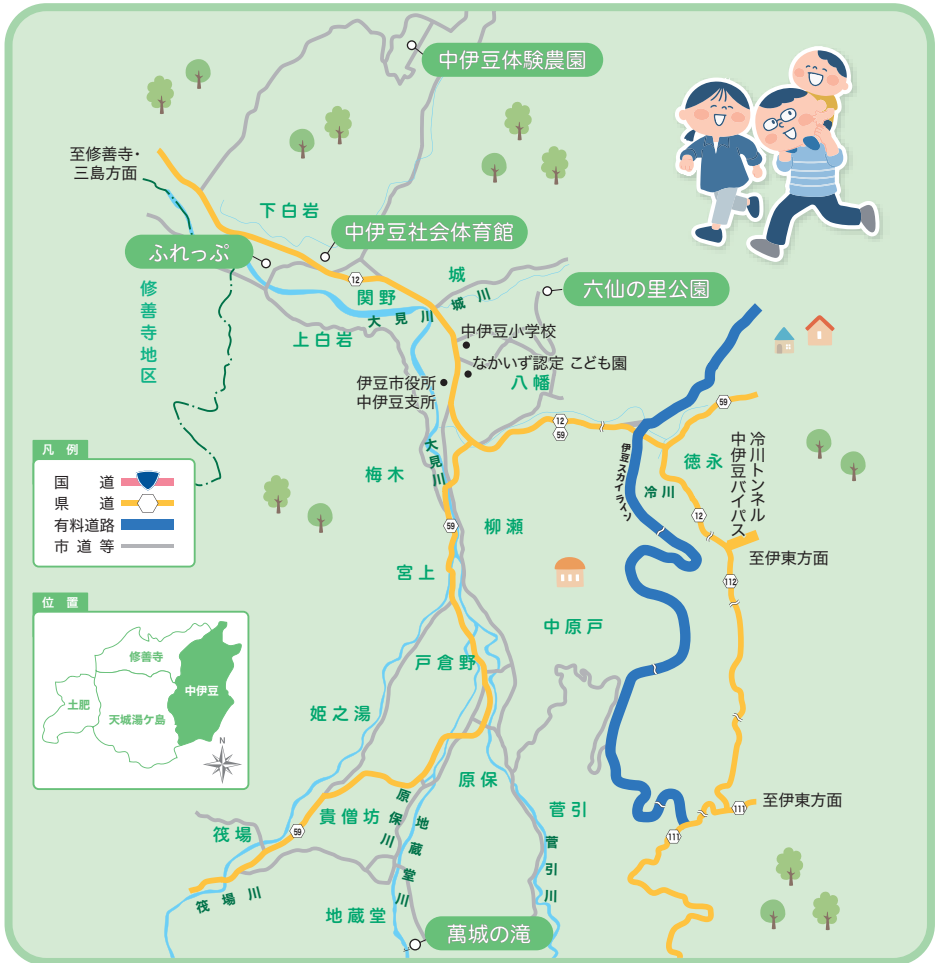 中伊豆体験農園
至修善寺・
三島方面
下白岩
中伊豆社会体育館
ふれっぷ
12
関野
城
城川
六仙の里公園
修善寺地区
大見川
上白岩
中伊豆小学校
なかいず認定 こども園
伊豆市役所
中伊豆支所
八幡
12
59
59
大見川
梅木
伊豆スカイライン
徳永
冷川
冷川トンネル
中伊豆バイパス
12
至伊東方面
112
凡例
国道
県道
有料道路
市道等
59
柳瀬
宮上
中原戸
戸倉野
位置
修善寺
中伊豆
土肥
天城湯ケ島
N
姫之湯
原保
菅引
貴僧坊
原保川
地蔵堂川
筏場
59
菅引川
至伊東方面
111
111
筏場川
地蔵堂
萬城の滝